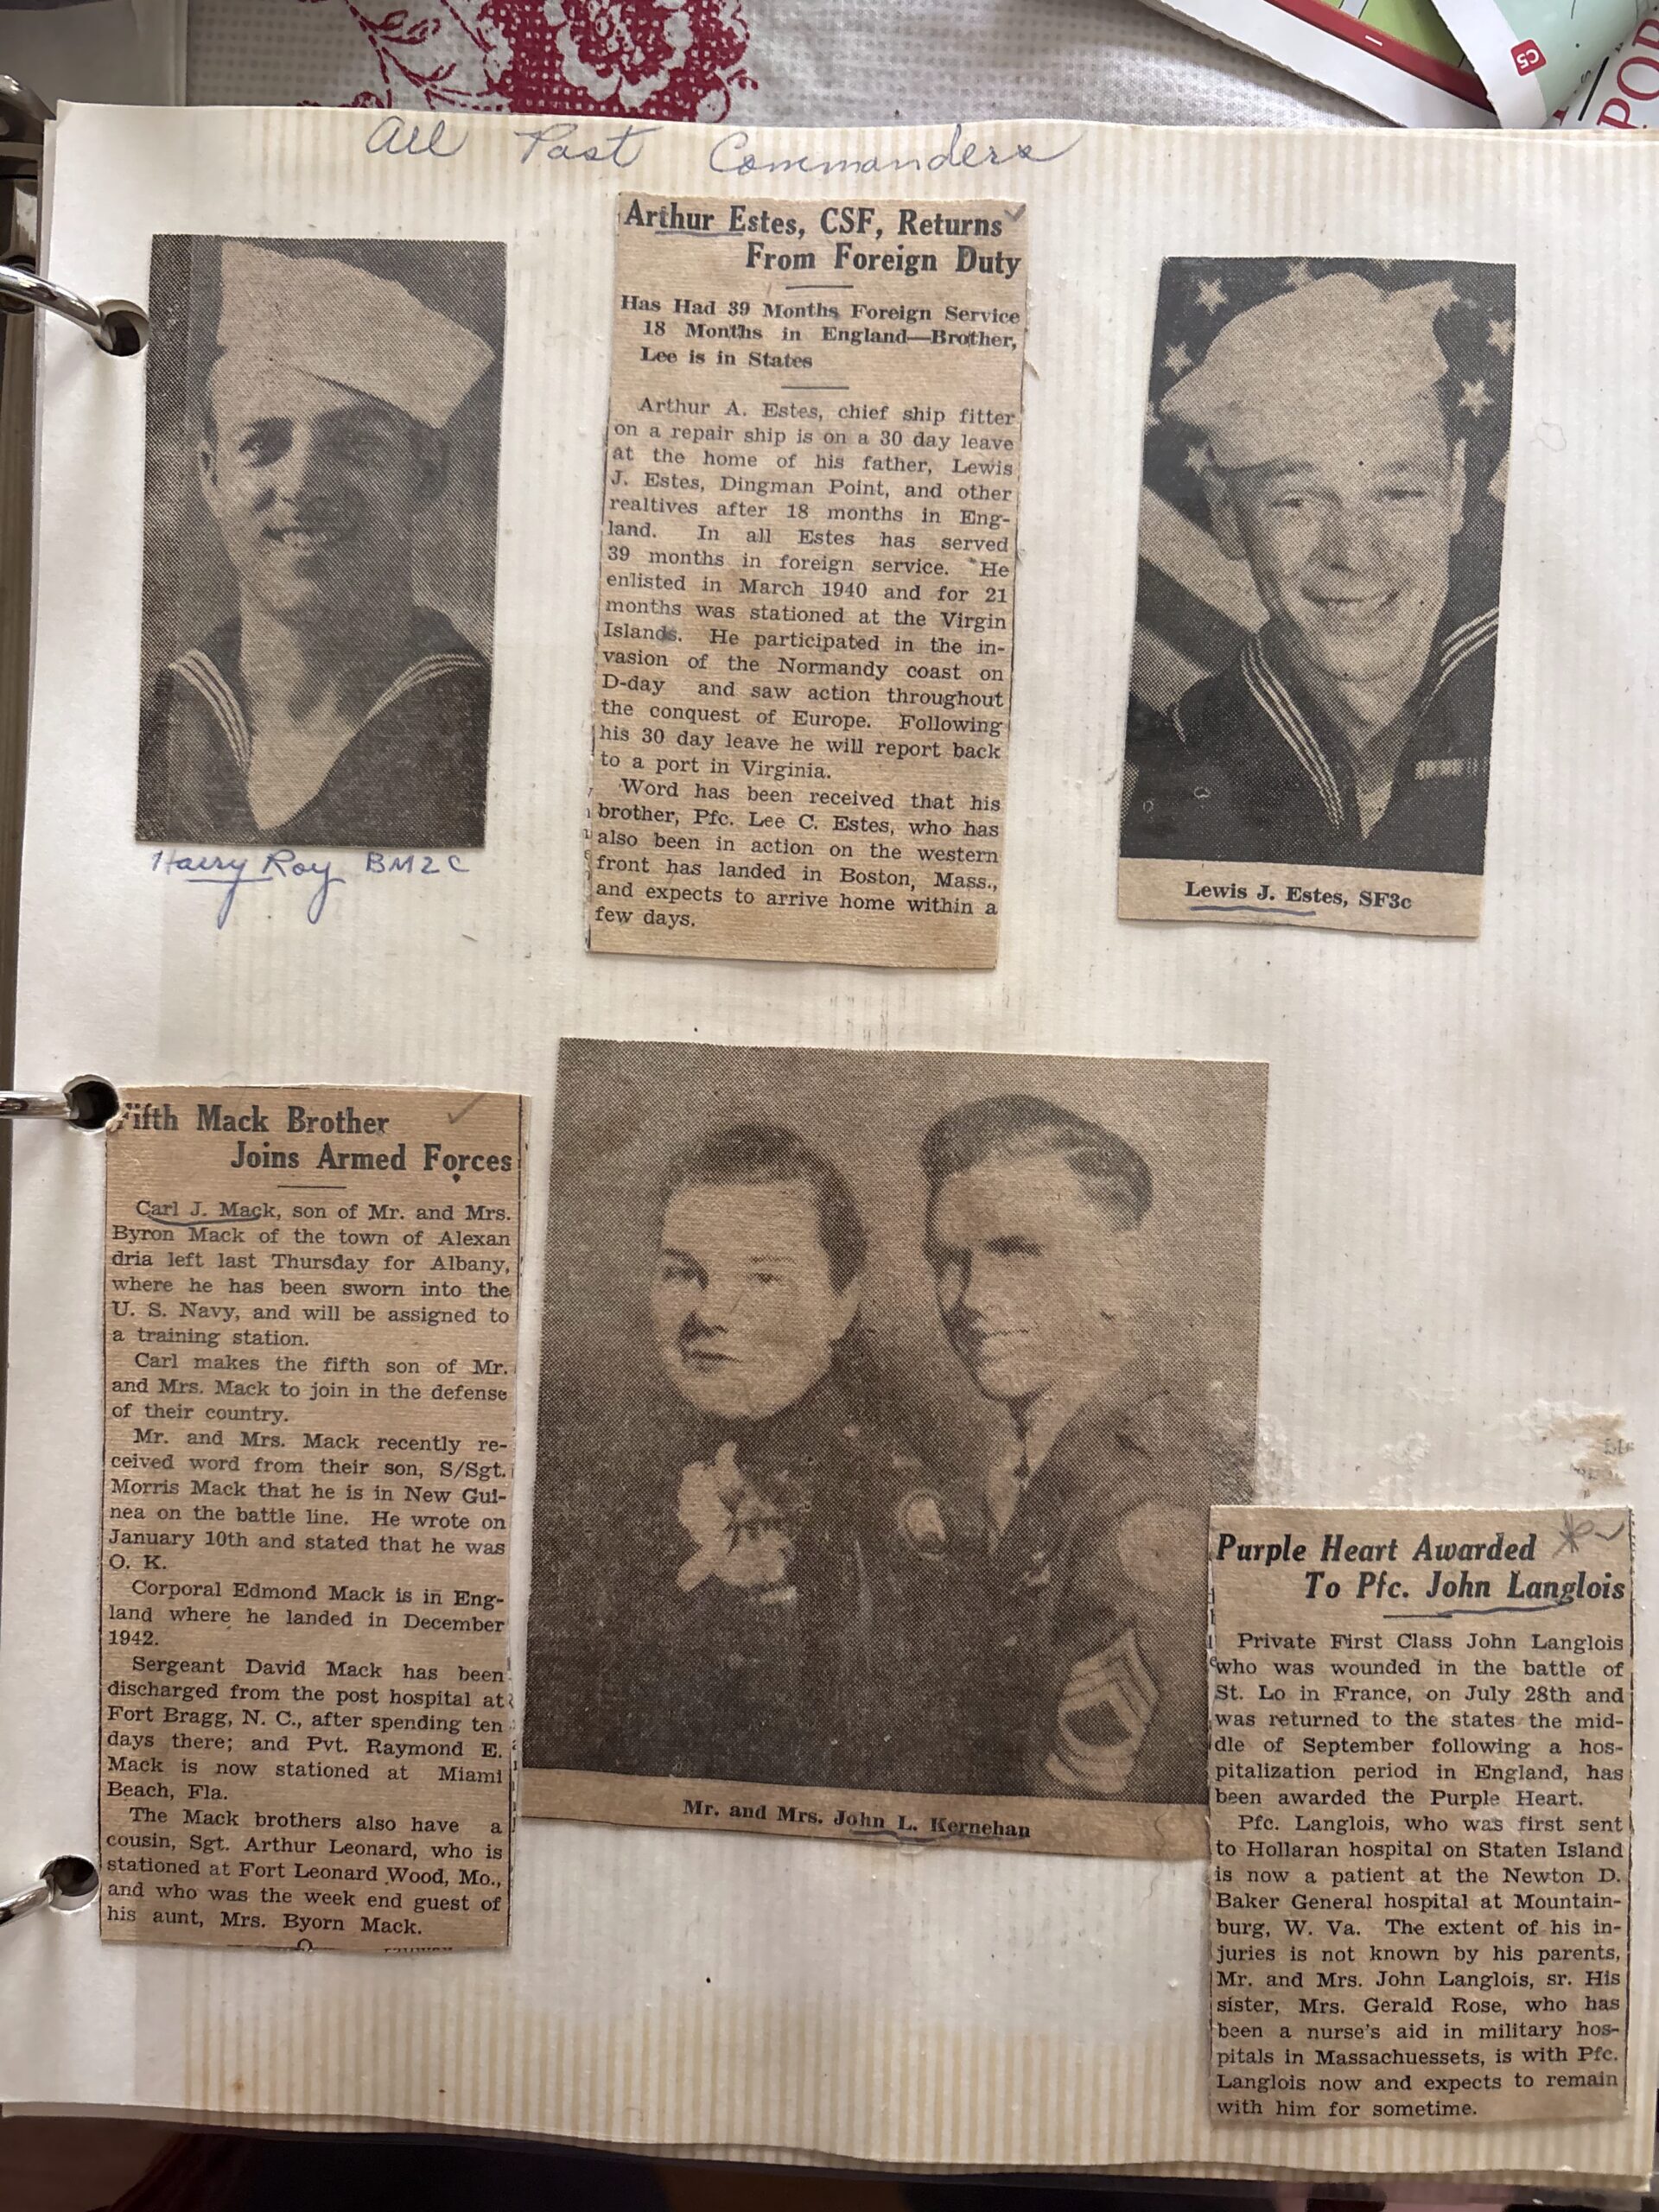 All Past Commanders
Harry Roy BM2C
Arthur Estes, CSF, Returns
From Foreign Duty
Has Had 39 Months Foreign Service
18 Months in England—Brother,
Lee is in States
Arthur A. Estes, chief ship fitter
on a repair ship is on a 30 day leave
at the home of his father, Lewis
J. Estes, Dingman Point, and other
realtives after 18 months in Eng-
land. In all Estes has served
39 months in foreign service. He
enlisted in March 1940 and for 21
months was stationed at the Virgin
Islands. He participated in the in-
vasion of the Normandy coast on
D-day and saw action throughout
the conquest of Europe. Following
his 30 day leave he will report back
to a port in Virginia.
Word has been received that his
brother, Pfc. Lee C. Estes, who has
also been in action on the western
front has landed in Boston, Mass.,
and expects to arrive home within a
few days.
Lewis J. Estes, SF3c
Fifth Mack Brother
Joins Armed Forces
Carl J. Mack, son of Mr. and Mrs.
Byron Mack of the town of Alexan
dria left last Thursday for Albany,
where he has been sworn into the
U. S. Navy, and will be assigned to
a training station.
Carl makes the fifth son of Mr.
and Mrs. Mack to join in the defense
of their country.
Mr. and Mrs. Mack recently re-
ceived word from their son, S/Sgt.
Morris Mack that he is in New Gui-
nea on the battle line. He wrote on
January 10th and stated that he was
O. K.
Corporal Edmond Mack is in Eng-
land where he landed in December
1942.
Sergeant David Mack has been
discharged from the post hospital at
Fort Bragg, N. C., after spending ten
days there; and Pvt. Raymond E.
Mack is now stationed at Miami
Beach, Fla.
The Mack brothers also have a
cousin, Sgt. Arthur Leonard, who is
stationed at Fort Leonard Wood, Mo.,
and who was the week end guest of
his aunt, Mrs. Byorn Mack.
Mr. and Mrs. John L. Kernehan
Purple Heart Awarded
To Pfc. John Langlois
Private First Class John Langlois
who was wounded in the battle of
St. Lo in France, on July 28th and
was returned to the states the mid-
dle of September following a hos-
pitalization period in England, has
been awarded the Purple Heart.
Pfc. Langlois, who was first sent
to Hollaran hospital on Staten Island
is now a patient at the Newton D.
Baker General hospital at Mountain-
burg, W. Va. The extent of his in-
juries is not known by his parents,
Mr. and Mrs. John Langlois, sr. His
sister, Mrs. Gerald Rose, who has
been a nurse's aid in military hos-
pitals in Massachuessets, is with Pfc.
Langlois now and expects to remain
with him for sometime.
C5